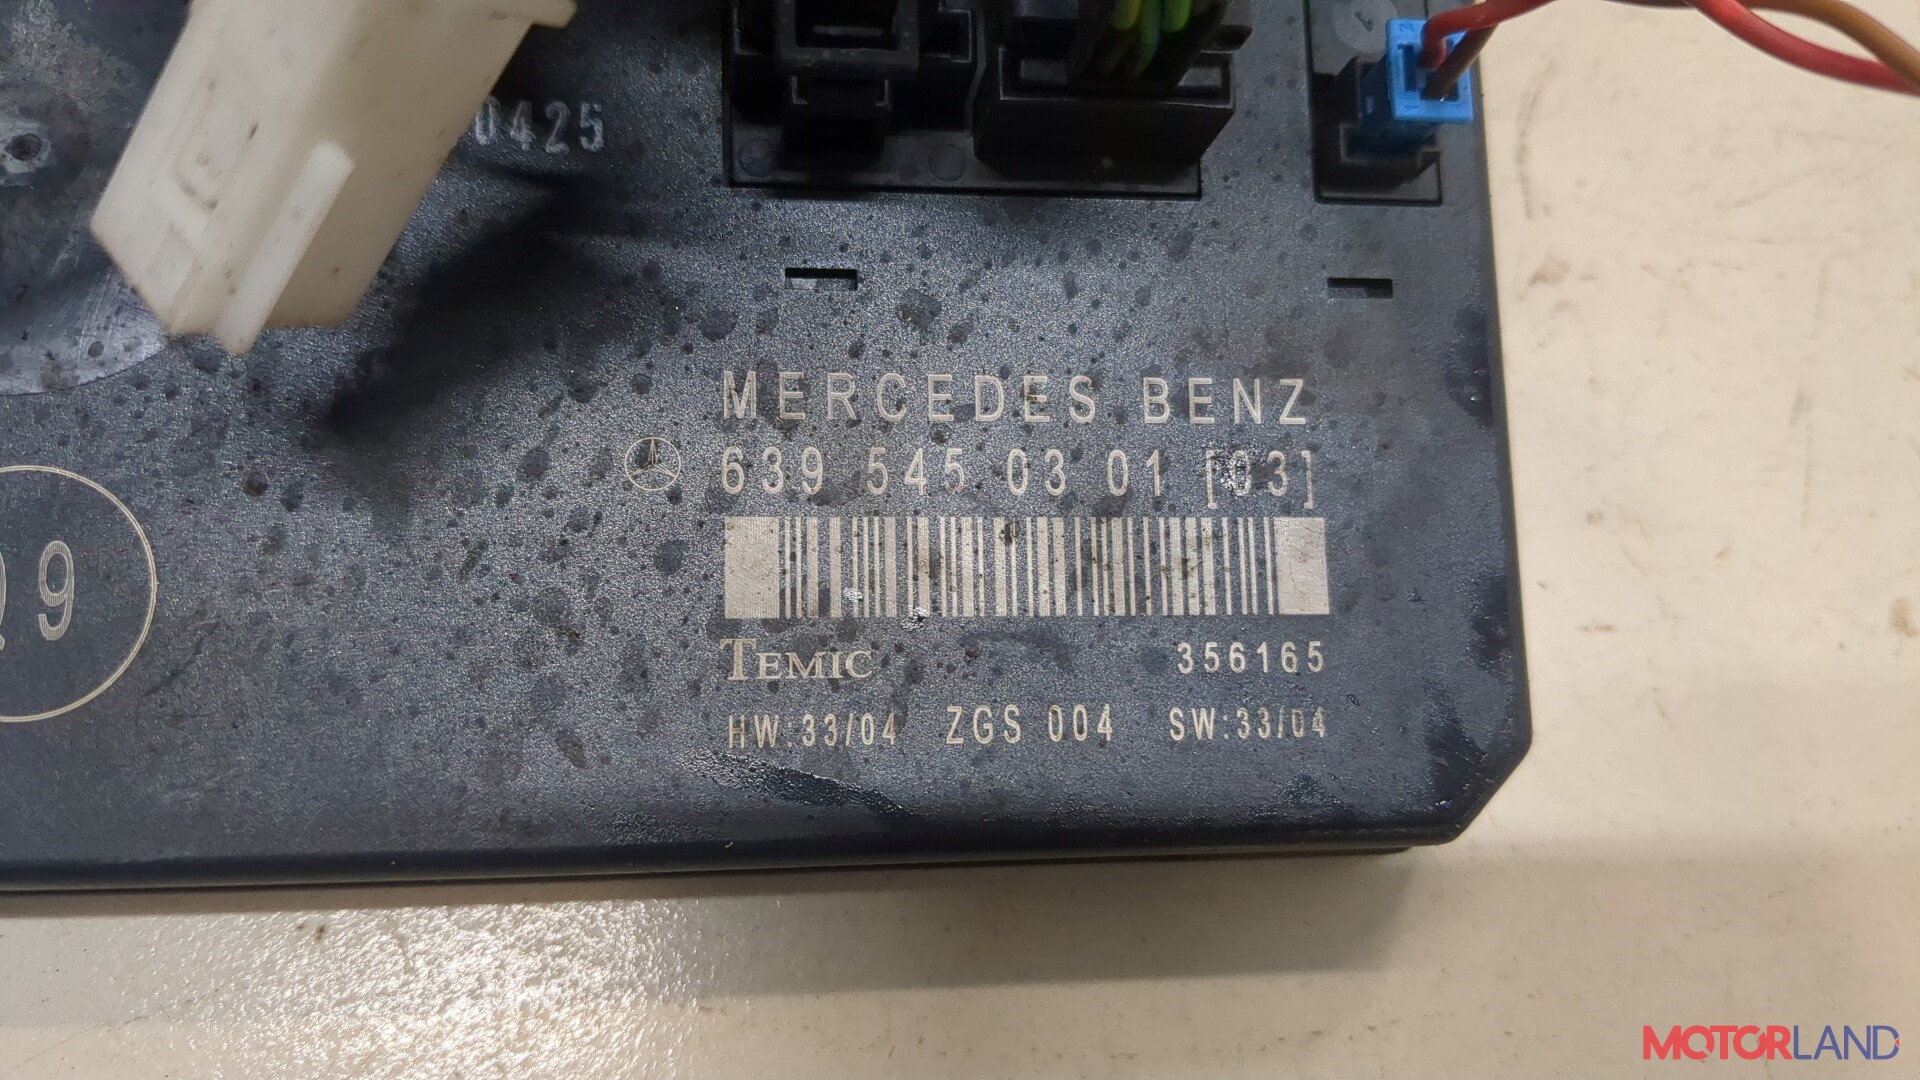 0425
MERCEDES BENZ
639 545 03 01 [03]
9
TEMIC 356165
HW:33/04 ZGS 004 SW:33/04
MOTORLAND